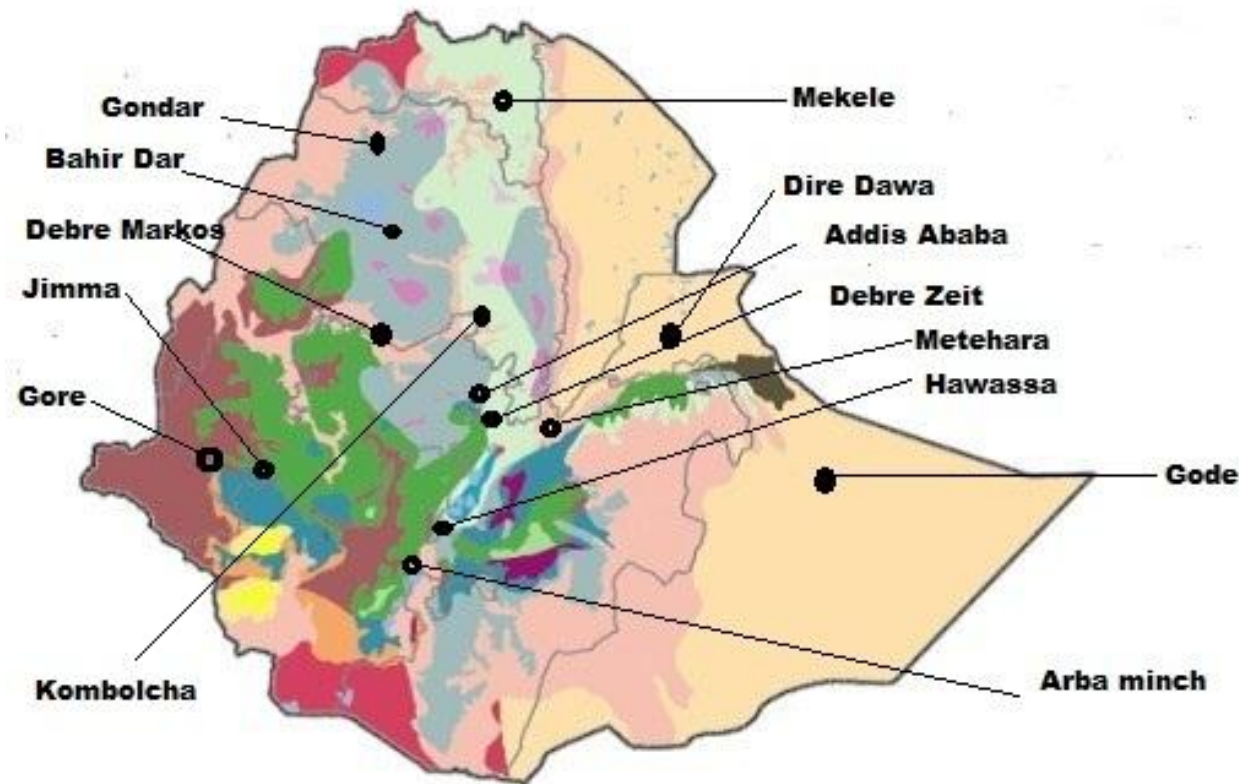 Gondar
Mekele
Bahir Dar
Dire Dawa
Debre Markos
Addis Ababa
Jimma
Debre Zeit
Metehara
Hawassa
Gore
Gode
Kombolcha
Arba minch